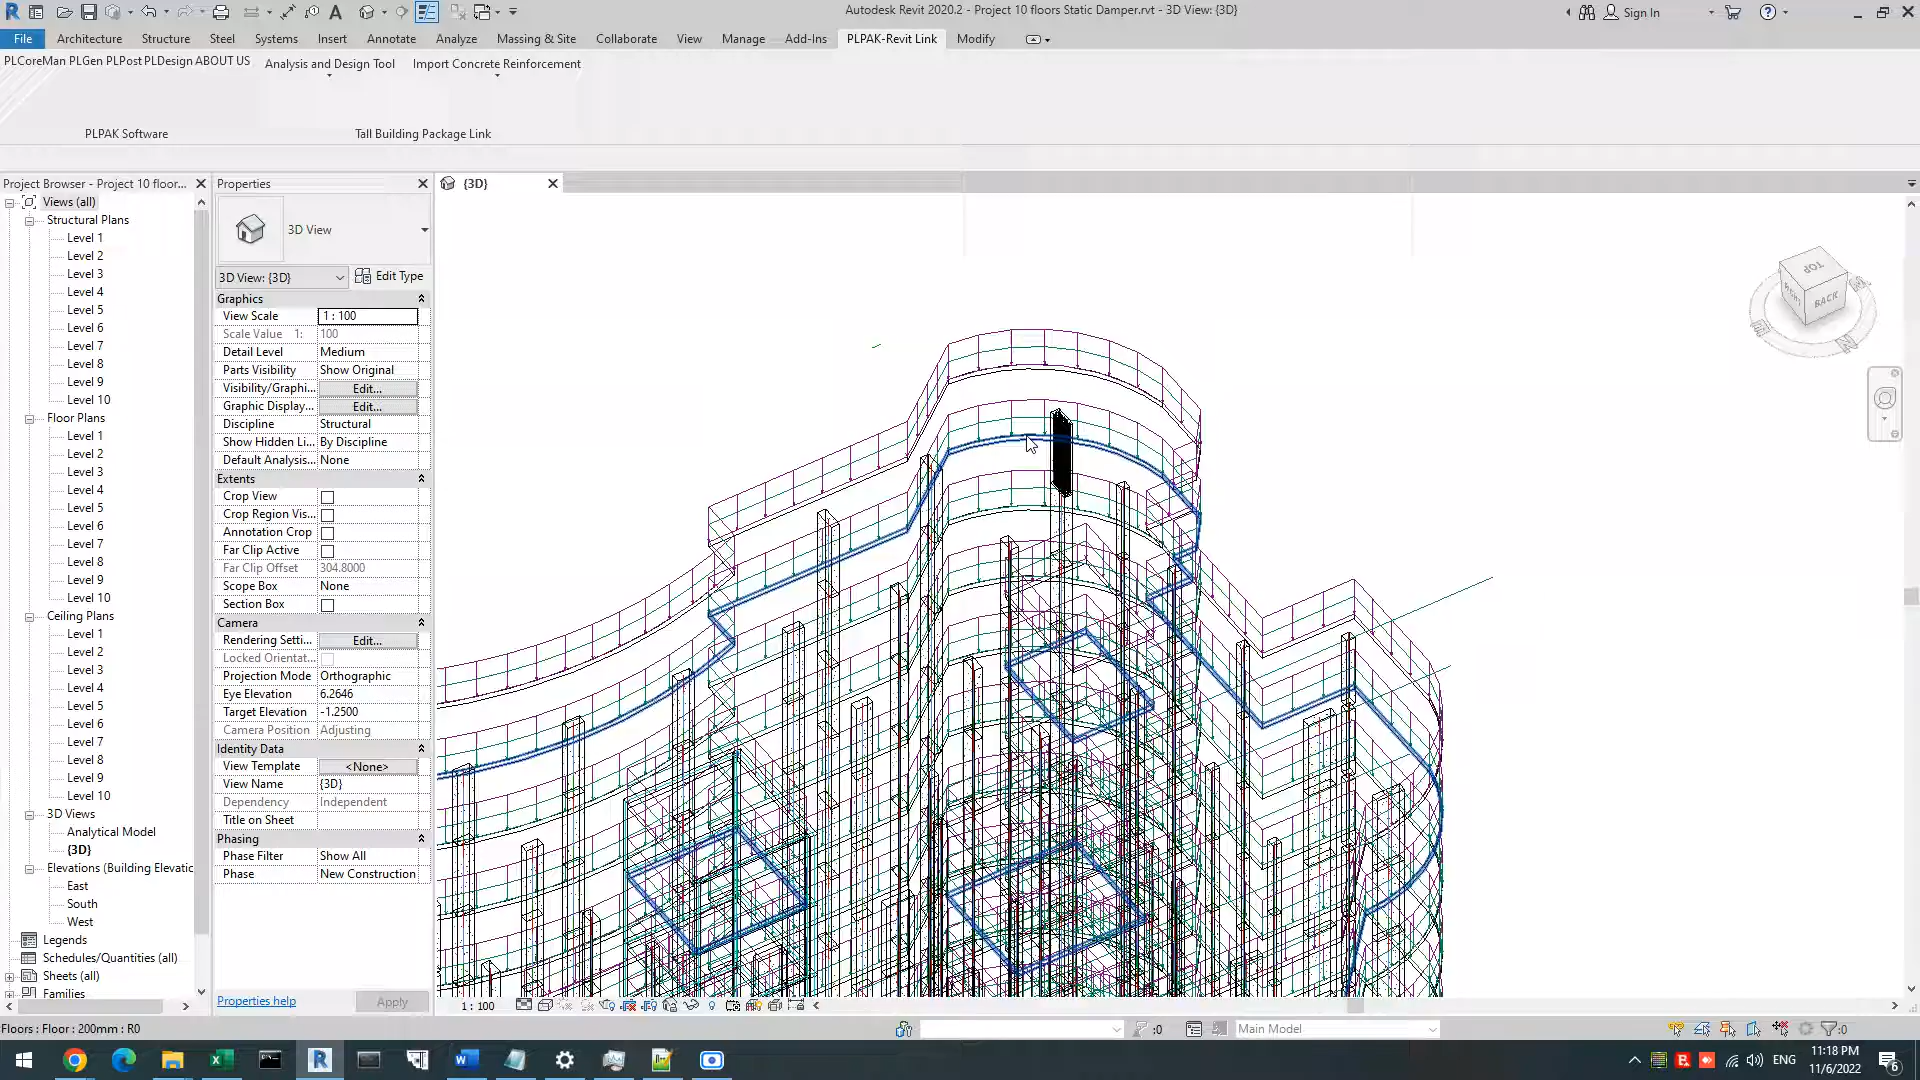 Autodesk Revit 2020.2 - Project 10 floors Static Damper.rvt - 3D View: {3D}
Sign In
File Architecture Structure Steel Systems Insert Annotate Analyze Massing & Site Collaborate View Manage Add-Ins PLPAK-Revit Link Modify
PLCoreMan PLGen PLPost PLDesign ABOUT US
Analysis and Design Tool
Import Concrete Reinforcement
PLPAK Software
Tall Building Package Link
Project Browser - Project 10 floor...
Views (all)
Structural Plans
Level 1
Level 2
Level 3
Level 4
Level 5
Level 6
Level 7
Level 8
Level 9
Level 10
Floor Plans
Level 1
Level 2
Level 3
Level 4
Level 5
Level 6
Level 7
Level 8
Level 9
Level 10
Ceiling Plans
Level 1
Level 2
Level 3
Level 4
Level 5
Level 6
Level 7
Level 8
Level 9
Level 10
3D Views
Analytical Model
{3D}
Elevations (Building Elevatic
East
South
West
Legends
Schedules/Quantities (all)
Sheets (all)
Families
Properties
3D View
3D View: {3D}
Edit Type
Graphics
View Scale 1 : 100
Scale Value 1: 100
Detail Level Medium
Parts Visibility Show Original
Visibility/Graphi... Edit...
Graphic Display... Edit...
Discipline Structural
Show Hidden Li... By Discipline
Default Analysis... None
Extents
Crop View
Crop Region Vis...
Annotation Crop
Far Clip Active
Far Clip Offset 304.8000
Scope Box None
Section Box
Camera
Rendering Setti... Edit...
Locked Orientat...
Projection Mode Orthographic
Eye Elevation 6.2646
Target Elevation -1.2500
Camera Position Adjusting
Identity Data
View Template <None>
View Name {3D}
Dependency Independent
Title on Sheet
Phasing
Phase Filter Show All
Phase New Construction
Properties help
Apply
{3D}
TOP
RIGHT
BACK
E
N
1 : 100
Floors : Floor : 200mm : R0
:0
Main Model
:0
ENG
11:18 PM
11/6/2022
6